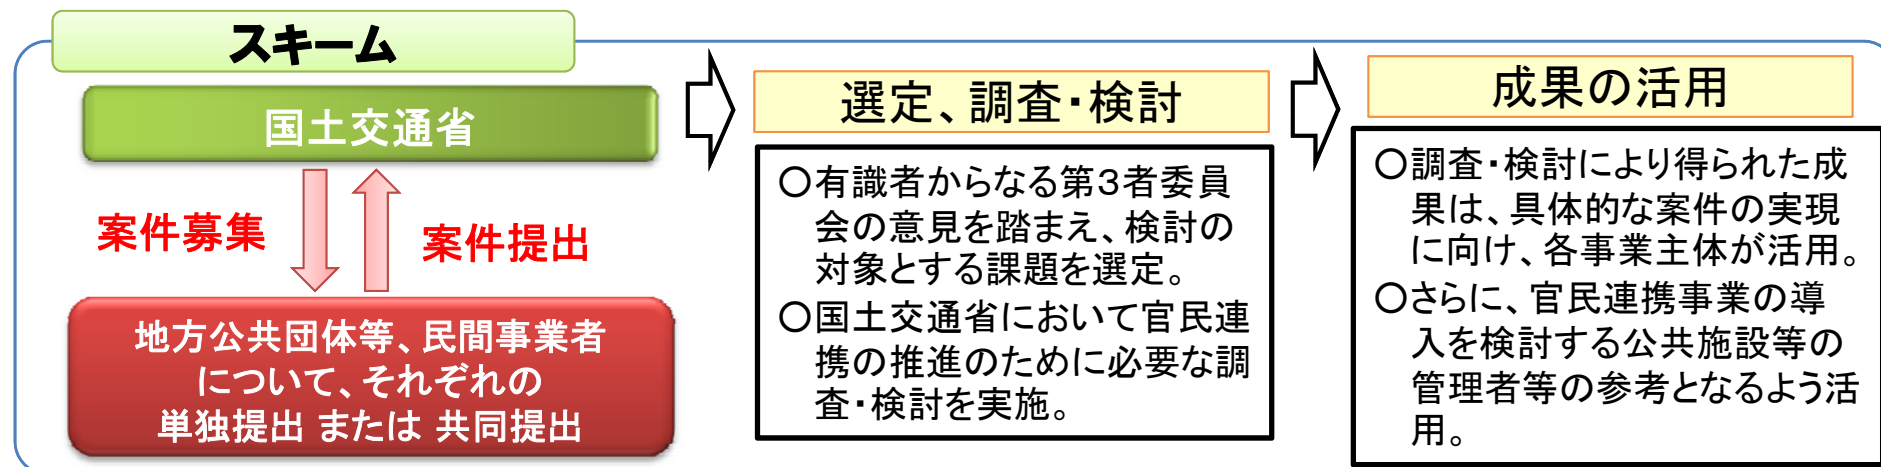 スキーム
国土交通省
案件募集
案件提出
地方公共団体等、民間事業者
について、それぞれの
単独提出 または 共同提出
選定、調査・検討
○有識者からなる第3者委員
会の意見を踏まえ、検討の
対象とする課題を選定。
○国土交通省において官民連
携の推進のために必要な調
査・検討を実施。
成果の活用
○調査・検討により得られた成
果は、具体的な案件の実現
に向け、各事業主体が活用。
○さらに、官民連携事業の導
入を検討する公共施設等の
管理者等の参考となるよう活
用。